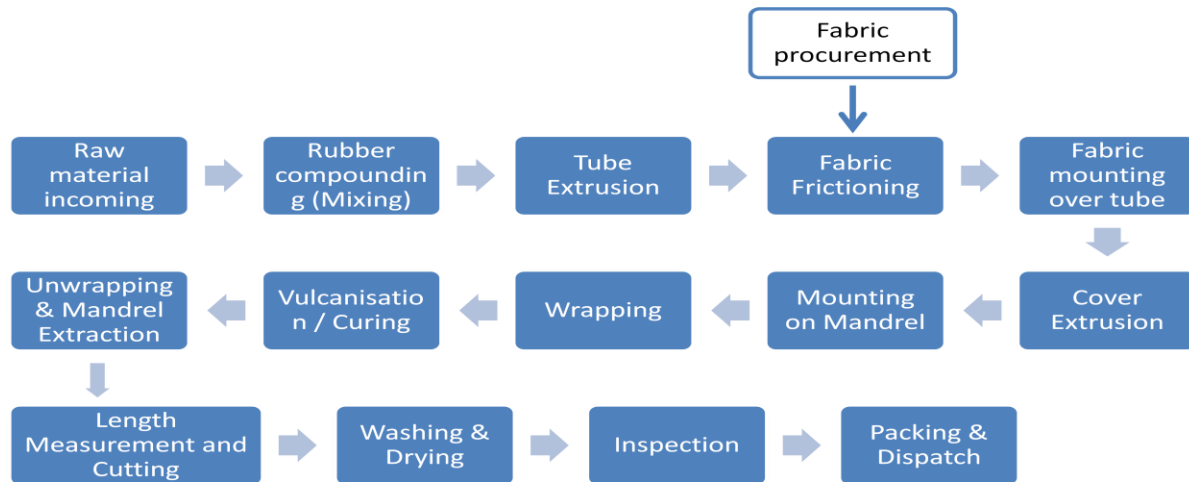 Fabric
procurement
Raw
material
incoming
Rubber
compoundin
g (Mixing)
Tube
Extrusion
Fabric
Frictioning
Fabric
mounting
over tube
Unwrapping
& Mandrel
Extraction
Vulcanisatio
n / Curing
Wrapping
Mounting
on Mandrel
Cover
Extrusion
Length
Measurement and
Cutting
Washing &
Drying
Inspection
Packing &
Dispatch